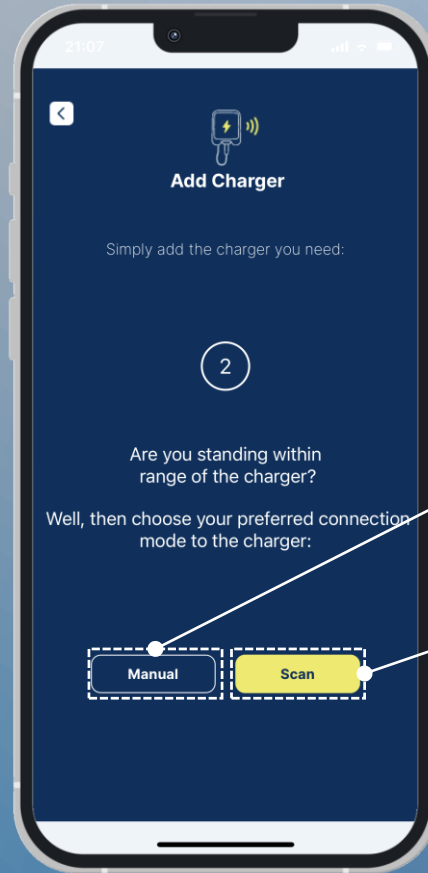 21:07
Add Charger
Simply add the charger you need:
2
Are you standing within
range of the charger?
Well, then choose your preferred connection
mode to the charger:
Manual
Scan